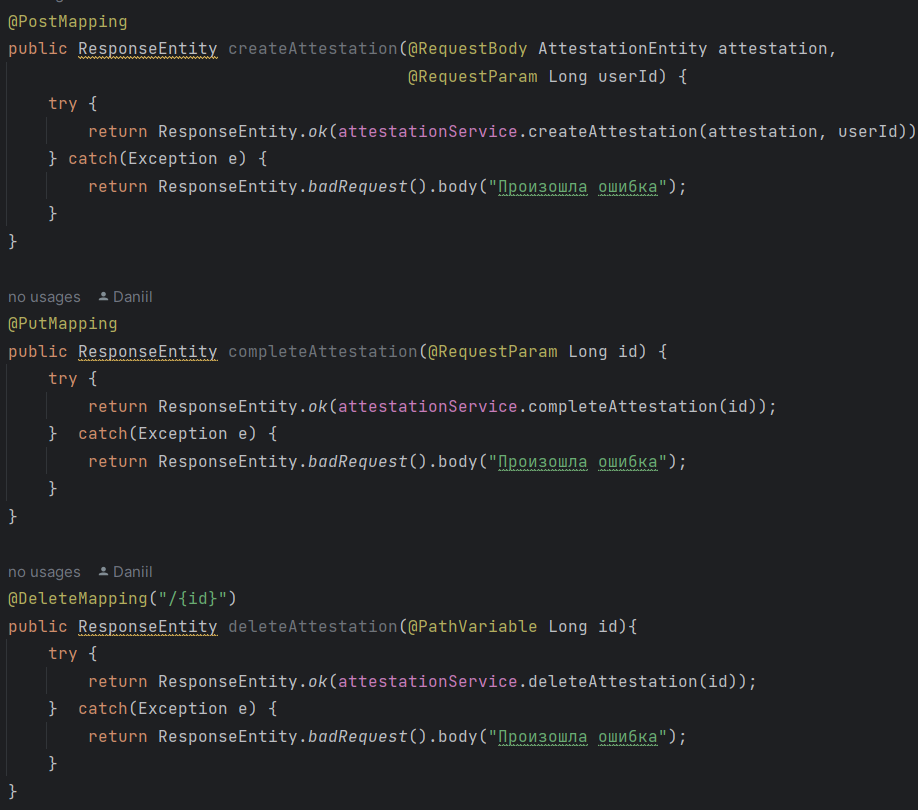 @PostMapping
public ResponseEntity createAttestation(@RequestBody AttestationEntity attestation,
@RequestParam Long userId) {
try {
return ResponseEntity.ok(attestationService.createAttestation(attestation, userId))
} catch(Exception e) {
return ResponseEntity.badRequest().body("Произошла ошибка");
}
}
no usages Daniil
@PutMapping
public ResponseEntity completeAttestation(@RequestParam Long id) {
try {
return ResponseEntity.ok(attestationService.completeAttestation(id));
} catch(Exception e) {
return ResponseEntity.badRequest().body("Произошла ошибка");
}
}
no usages Daniil
@DeleteMapping("/{id}")
public ResponseEntity deleteAttestation(@PathVariable Long id){
try {
return ResponseEntity.ok(attestationService.deleteAttestation(id));
} catch(Exception e) {
return ResponseEntity.badRequest().body("Произошла ошибка");
}
}